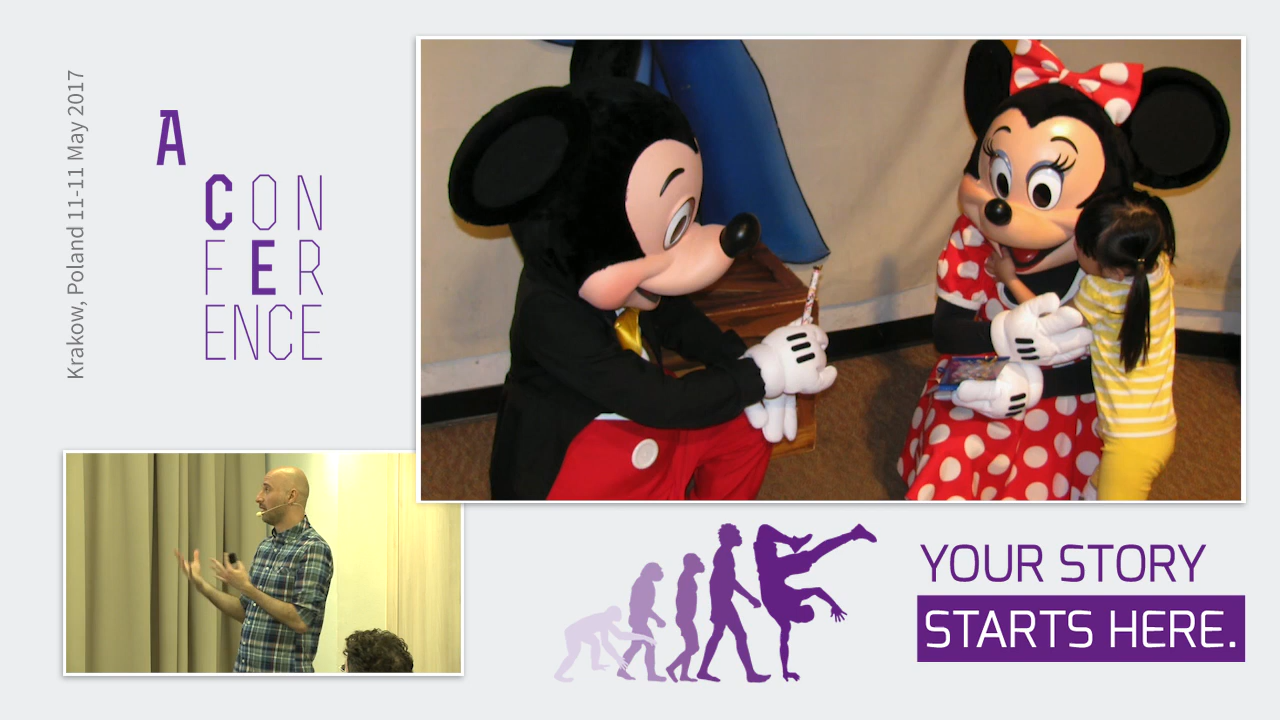 Krakow, Poland 11-11 May 2017
A
CON
FER
ENCE
YOUR STORY
STARTS HERE.